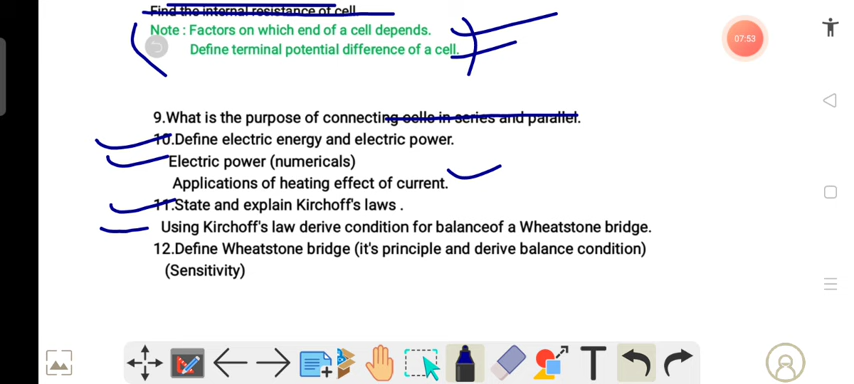 Find the internal resistance of cell
Note : Factors on which end of a cell depends.
Define terminal potential difference of a cell.
07:53
9.What is the purpose of connecting cells in series and parallel.
10.Define electric energy and electric power.
Electric power (numericals)
Applications of heating effect of current.
11.State and explain Kirchoff's laws .
Using Kirchoff's law derive condition for balanceof a Wheatstone bridge.
12.Define Wheatstone bridge (it's principle and derive balance condition)
(Sensitivity)
T